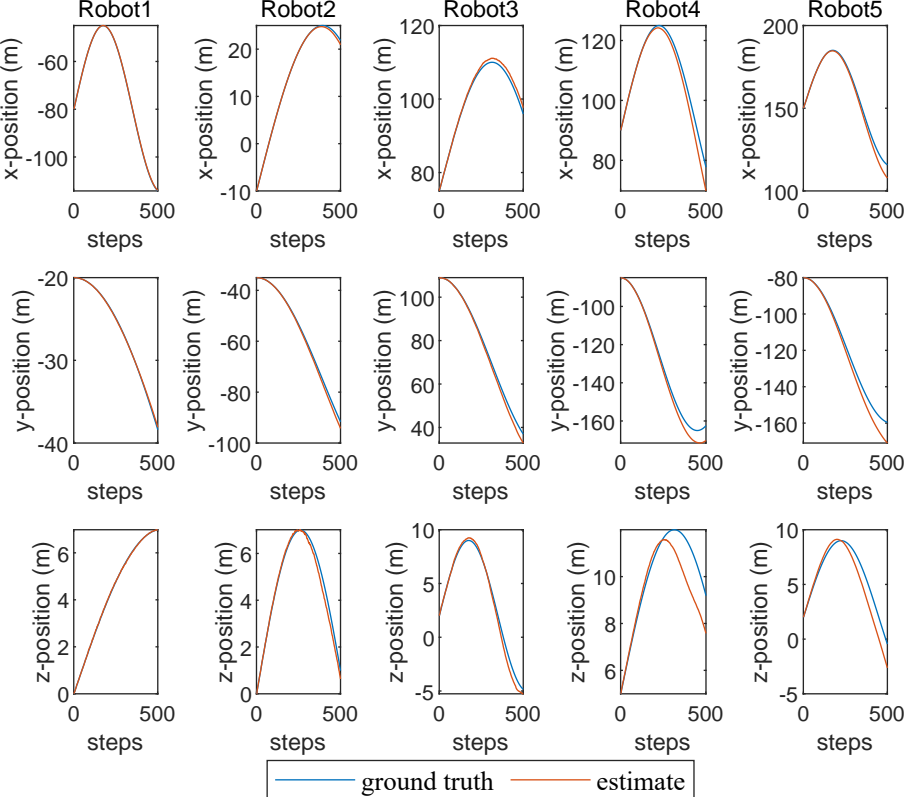 Robot1 Robot2 Robot3 Robot4 Robot5
x-position (m) -60 -80 -100 0 500 steps
x-position (m) 20 10 0 -10 0 500 steps
x-position (m) 120 100 80 0 500 steps
x-position (m) 120 100 80 0 500 steps
x-position (m) 200 150 100 0 500 steps
y-position (m) -20 -30 -40 0 500 steps
y-position (m) -40 -60 -80 -100 0 500 steps
y-position (m) 100 80 60 40 0 500 steps
y-position (m) -100 -120 -140 -160 0 500 steps
y-position (m) -80 -100 -120 -140 -160 0 500 steps
z-position (m) 6 4 2 0 0 500 steps
z-position (m) 6 4 2 0 0 500 steps
z-position (m) 10 5 0 -5 0 500 steps
z-position (m) 10 8 6 0 500 steps
z-position (m) 10 5 0 -5 0 500 steps
ground truth estimate